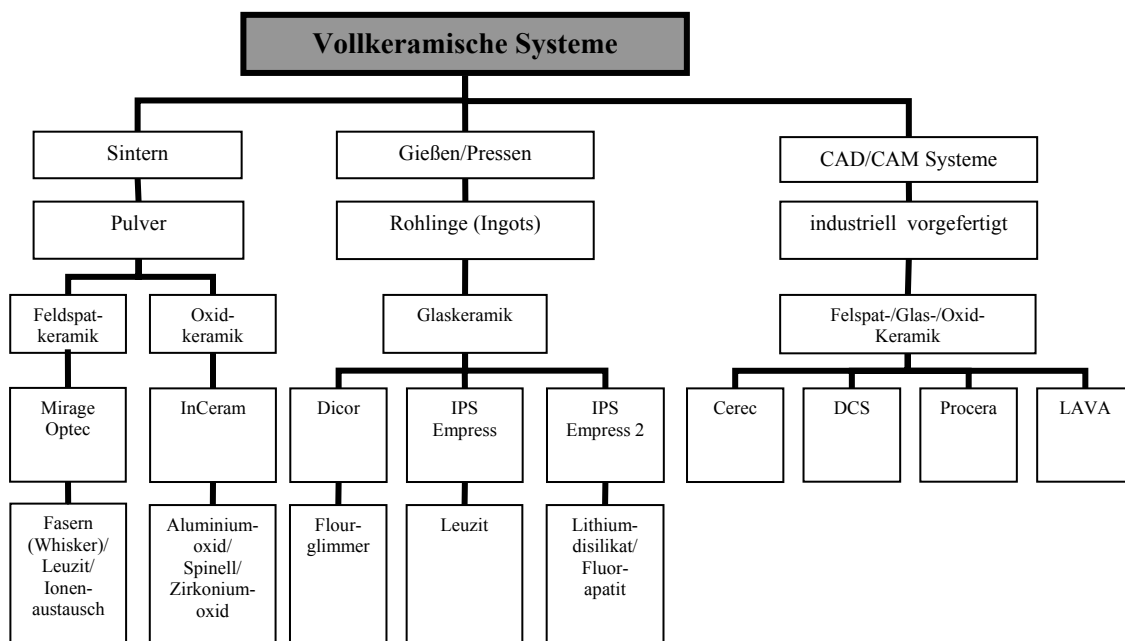 Vollkeramische Systeme
Sintern
Gießen/Pressen
CAD/CAM Systeme
Pulver
Rohlinge (Ingots)
industriell vorgefertigt
Feldspat-
keramik
Oxid-
keramik
Glaskeramik
Felspat-/Glas-/Oxid-
Keramik
Mirage
Optec
InCeram
Dicor
IPS
Empress
IPS
Empress 2
Cerec
DCS
Procera
LAVA
Fasern
(Whisker)/
Leuzit/
Ionen-
austausch
Aluminium-
oxid/
Spinell/
Zirkonium-
oxid
Flour-
glimmer
Leuzit
Lithium-
disilikat/
Fluor-
apatit